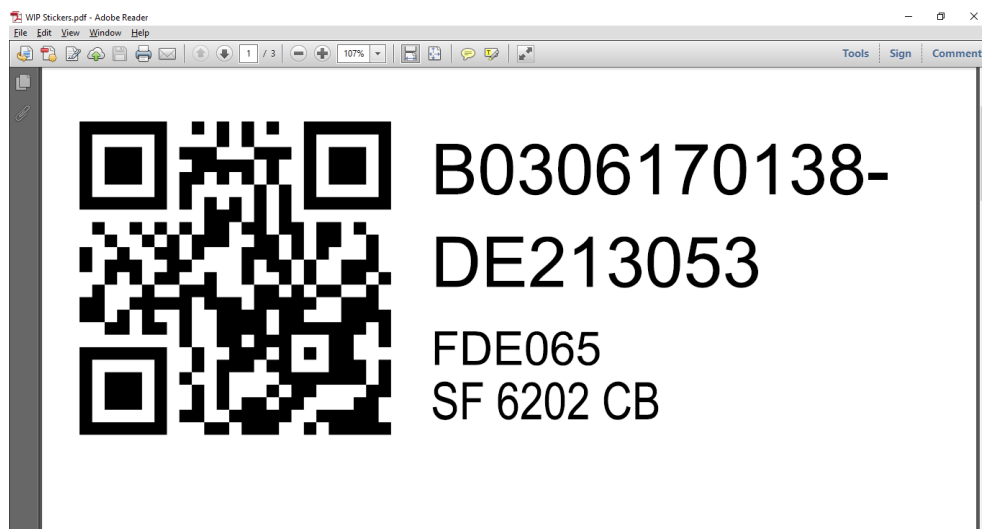 WIP Stickers.pdf - Adobe Reader
File Edit View Window Help
1 / 3 107% Tools Sign Comment
B0306170138-
DE213053
FDE065
SF 6202 CB